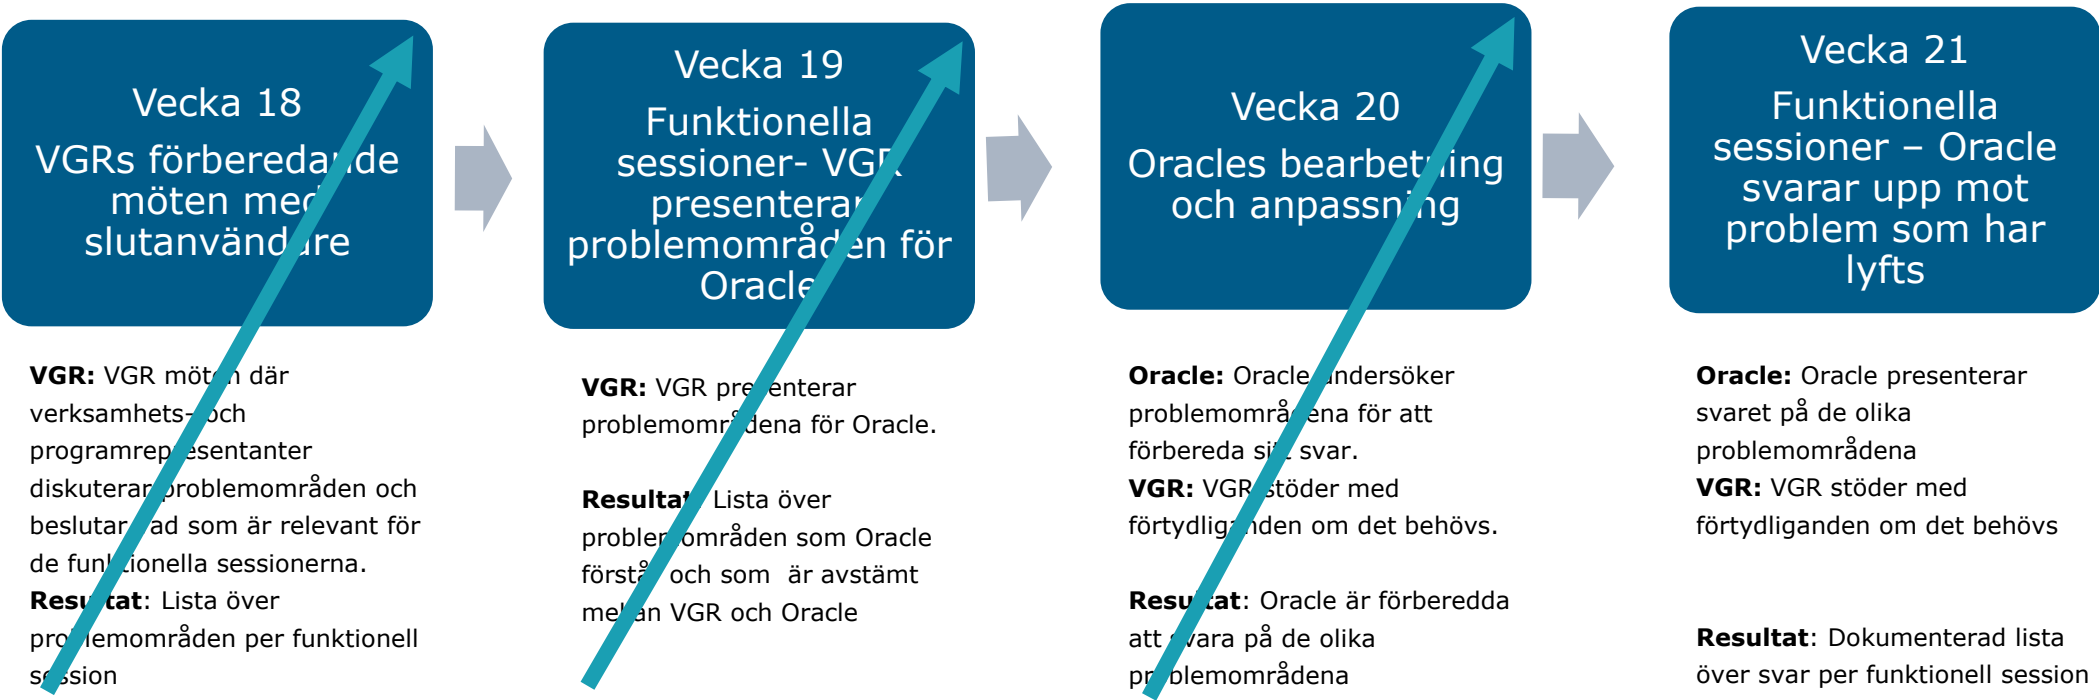 Vecka 18
VGRs förberedande
möten med
slutanvändare
VGR: VGR möten där
verksamhets- och
programrepresentanter
diskuterar problemområden och
beslutar vad som är relevant för
de funktionella sessionerna.
Resultat: Lista över
problemområden per funktionell
session
Vecka 19
Funktionella
sessioner- VGR
presenterar
problemområden för
Oracle
VGR: VGR presenterar
problemområdena för Oracle.
Resultat: Lista över
problemområden som Oracle
förstår och som  är avstämt
mellan VGR och Oracle
Vecka 20
Oracles bearbetning
och anpassning
Oracle: Oracle undersöker
problemområdena för att
förbereda sitt svar.
VGR: VGR stöder med
förtydliganden om det behövs.
Resultat: Oracle är förberedda
att svara på de olika
problemområdena
Vecka 21
Funktionella
sessioner – Oracle
svarar upp mot
problem som har
lyfts
Oracle: Oracle presenterar
svaret på de olika
problemområdena
VGR: VGR stöder med
förtydliganden om det behövs
Resultat: Dokumenterad lista
över svar per funktionell session